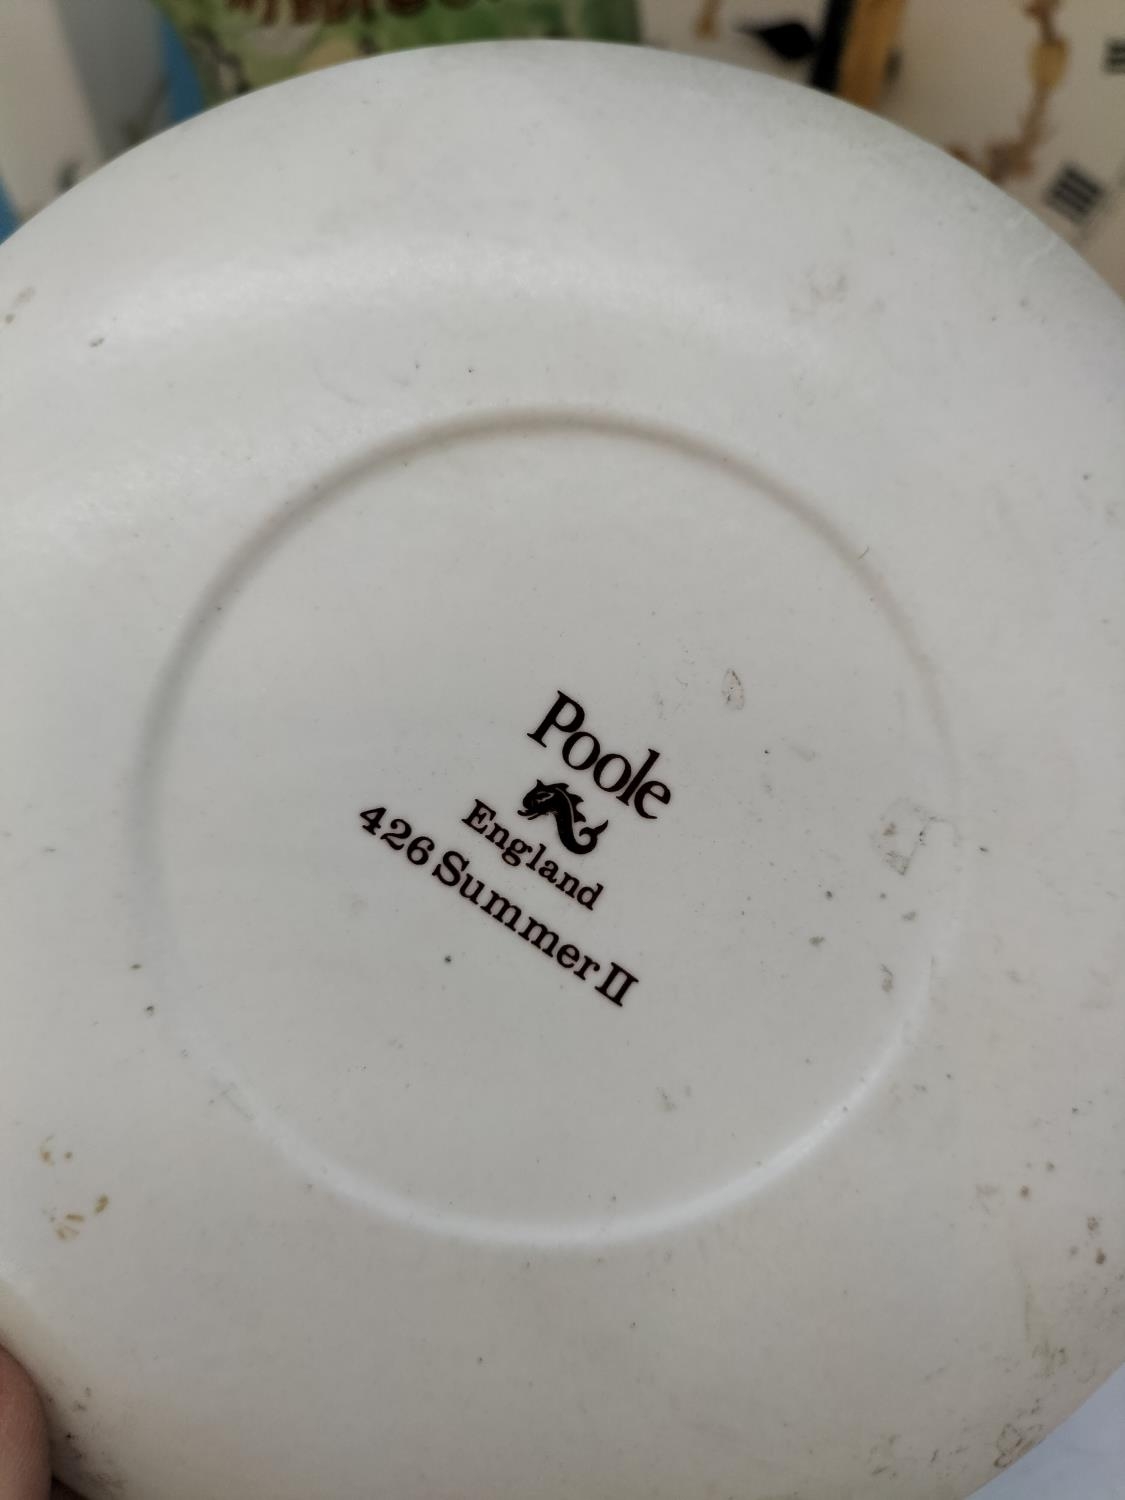 Poole
England
426 Summer II